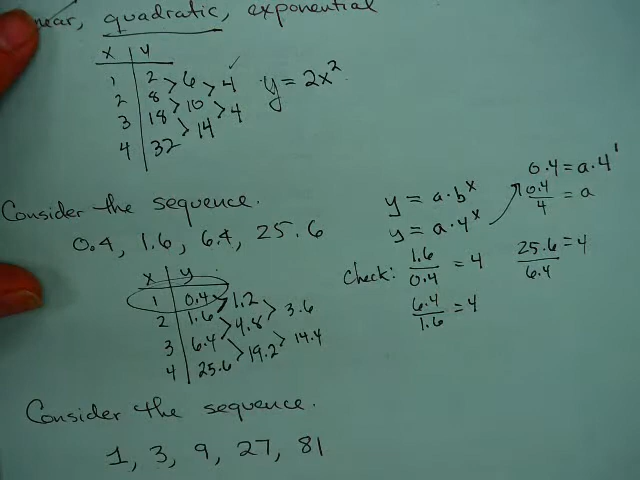 linear, quadratic, exponential
x | y
1 | 2 > 6 > 4 ✓
2 | 8 > 10 > 4
3 | 18 > 14
4 | 32
y = 2x²
Consider the sequence.
0.4, 1.6, 6.4, 25.6
x | y
1 | 0.4 > 1.2 > 3.6
2 | 1.6 > 4.8 > 14.4
3 | 6.4 > 19.2
4 | 25.6
y = a·bˣ
y = a·4ˣ
0.4 = a·4¹
0.4/4 = a
check: 1.6/0.4 = 4
25.6/6.4 = 4
6.4/1.6 = 4
Consider the sequence.
1, 3, 9, 27, 81